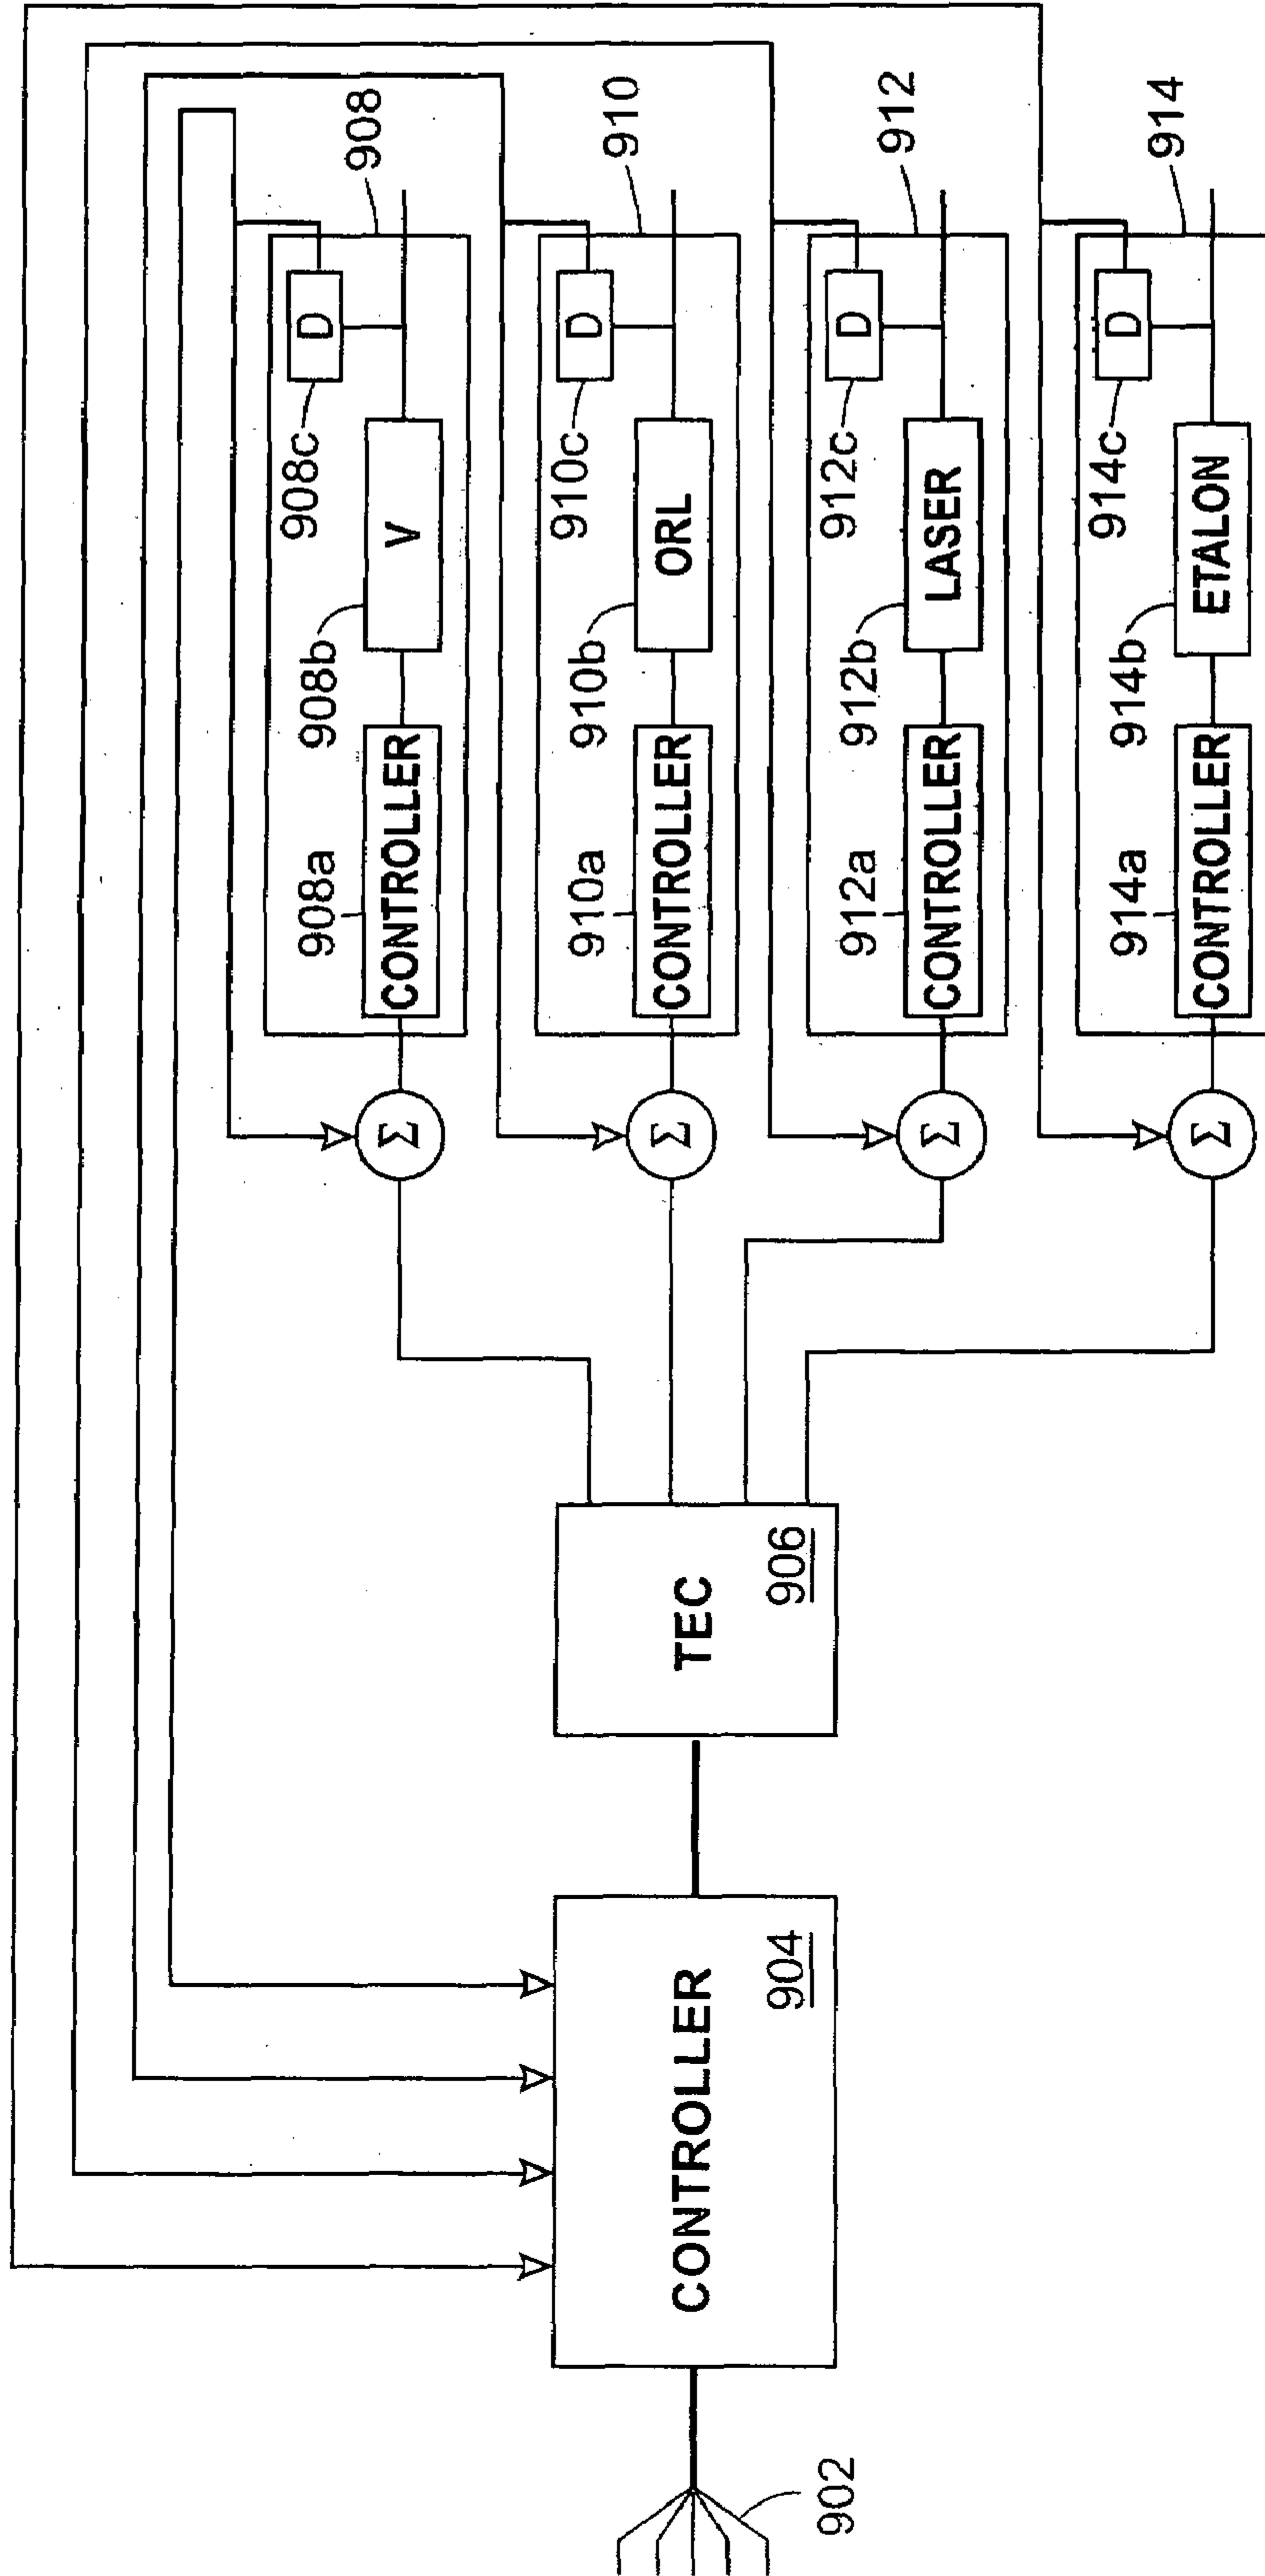 902
CONTROLLER
904
TEC
906
Σ
908a
CONTROLLER
908b
V
908c
D
908
Σ
910a
CONTROLLER
910b
ORL
910c
D
910
Σ
912a
CONTROLLER
912b
LASER
912c
D
912
Σ
914a
CONTROLLER
914b
ETALON
914c
D
914